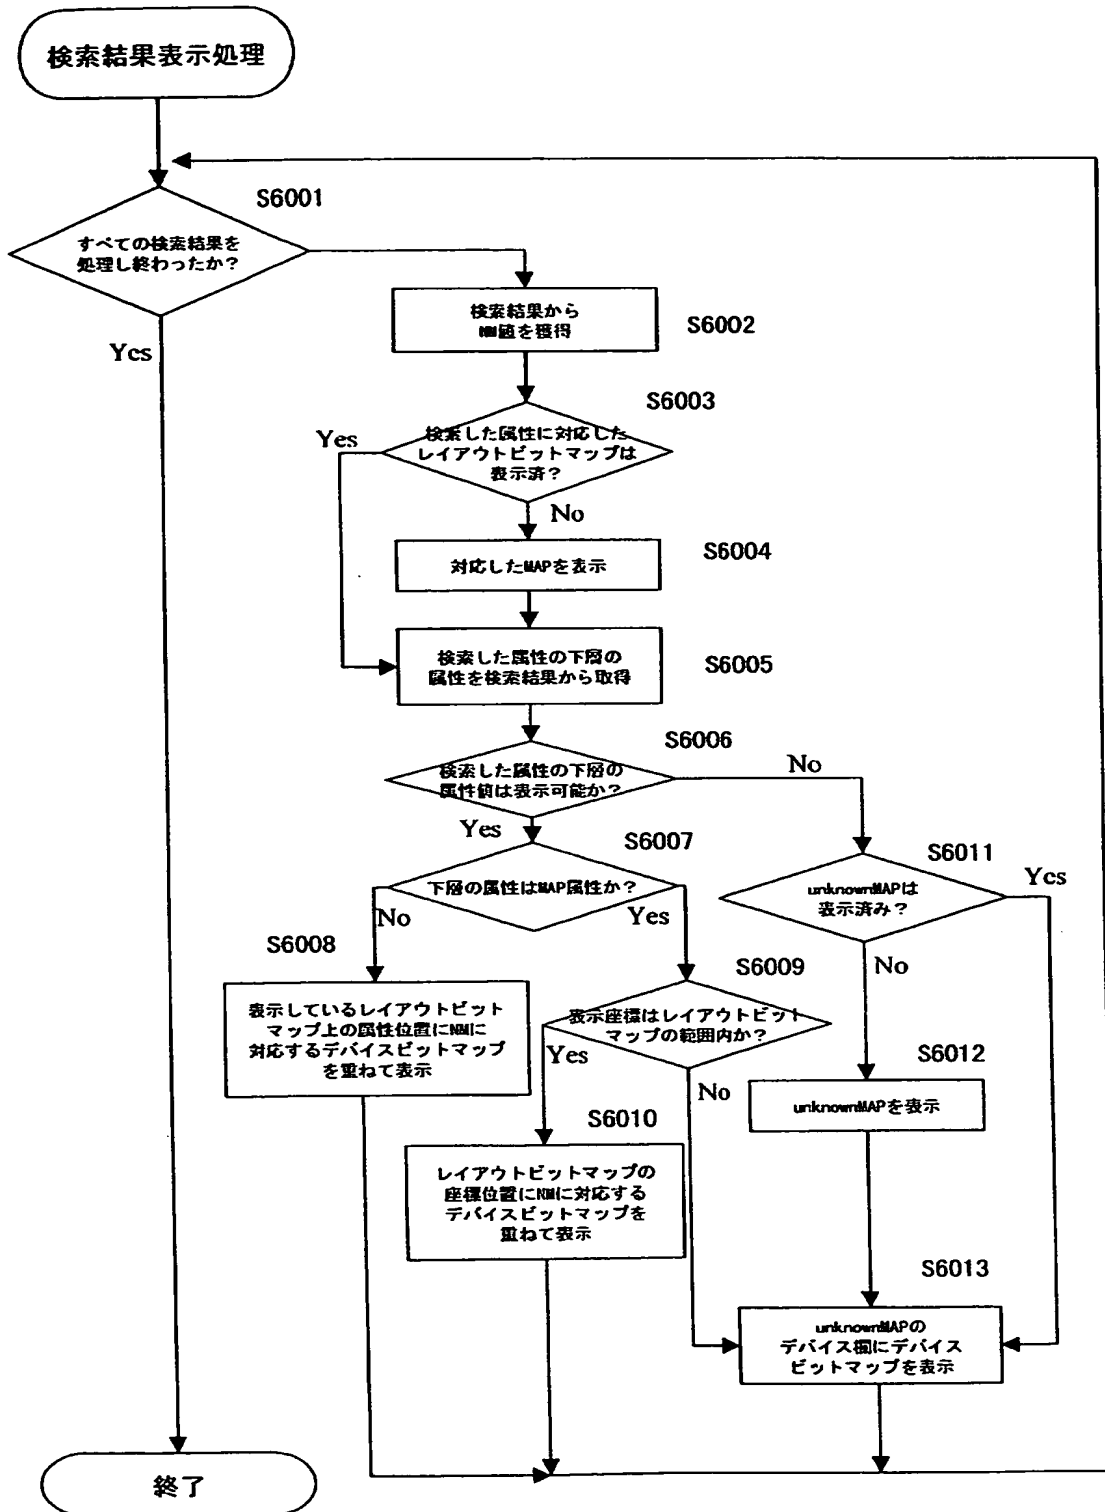 検索結果表示処理
S6001
すべての検索結果を
処理し終わったか？
Yes
検索結果から
NM値を獲得
S6002
S6003
検索した属性に対応した
レイアウトビットマップは
表示済？
Yes
No
対応したMAPを表示
S6004
検索した属性の下層の
属性を検索結果から取得
S6005
S6006
検索した属性の下層の
属性値は表示可能か？
No
Yes
S6007
下層の属性はMAP属性か？
No
Yes
S6011
unknownMAPは
表示済み？
Yes
No
S6008
表示しているレイアウトビット
マップ上の属性位置にNMに
対応するデバイスビットマップ
を重ねて表示
S6009
表示座標はレイアウトビット
マップの範囲内か？
Yes
No
S6012
unknownMAPを表示
S6010
レイアウトビットマップの
座標位置にNMに対応する
デバイスビットマップを
重ねて表示
S6013
unknownMAPの
デバイス欄にデバイス
ビットマップを表示
終了